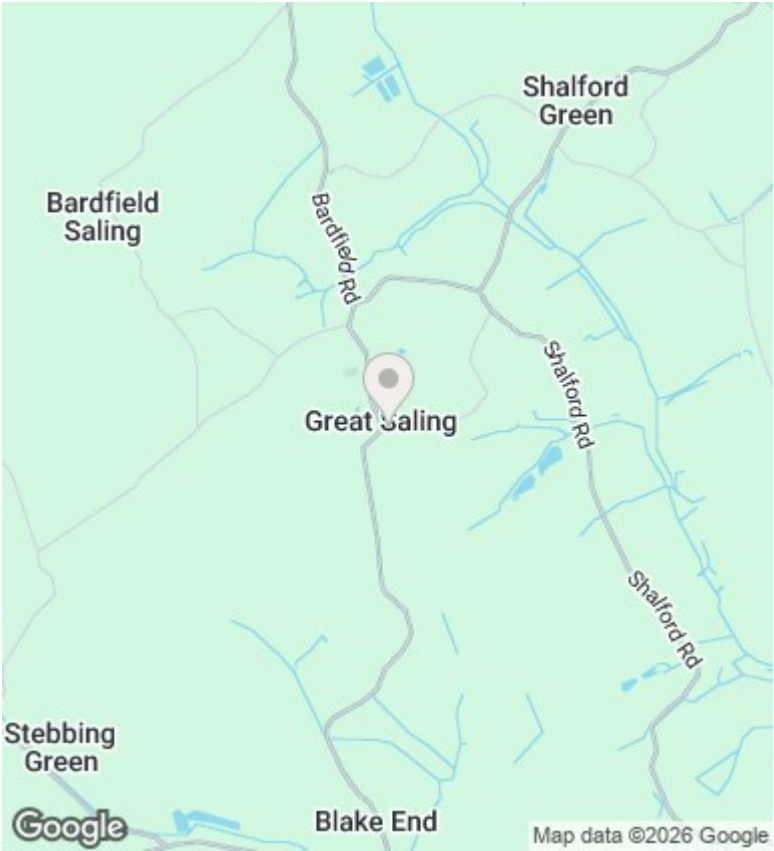 Shalford
Green
Bardfield
Saling
Bardfield Rd
Shalford Rd
Great Saling
Shalford Rd
Stebbing
Green
Blake End
Google
Map data ©2026 Google